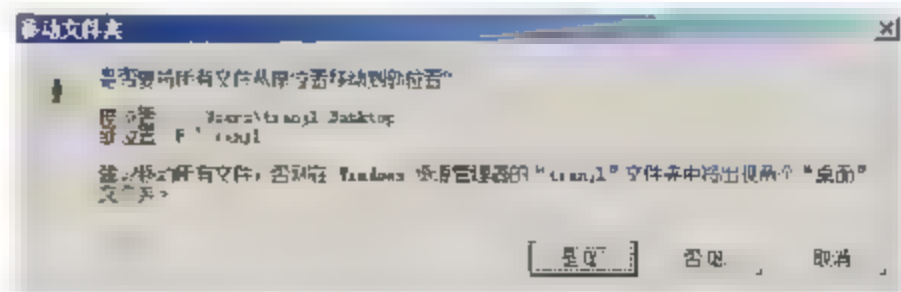 移动文件夹
是否要将所有文件从原位置移动到新位置?
原位置 Users\ Desktop
新位置 F
建议移动所有文件，否则在 Windows 资源管理器的“ ”文件夹中将出现两个“桌面”
文件夹。
是(Y) 否(N) 取消